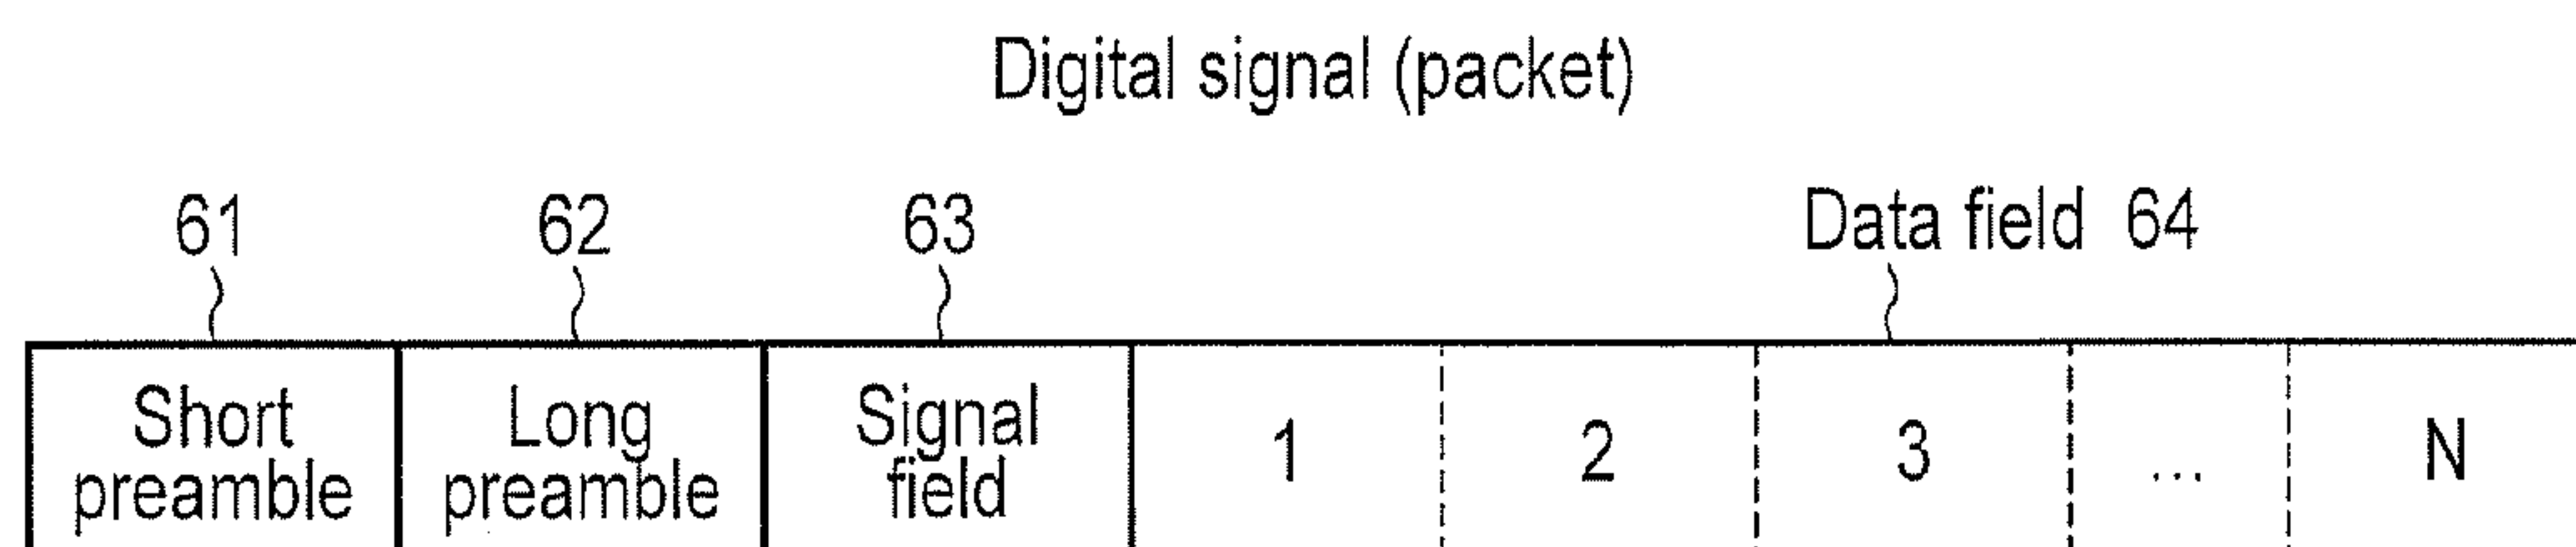 Digital signal (packet)
61 62 63 Data field 64
Short preamble Long preamble Signal field 1 2 3 ... N